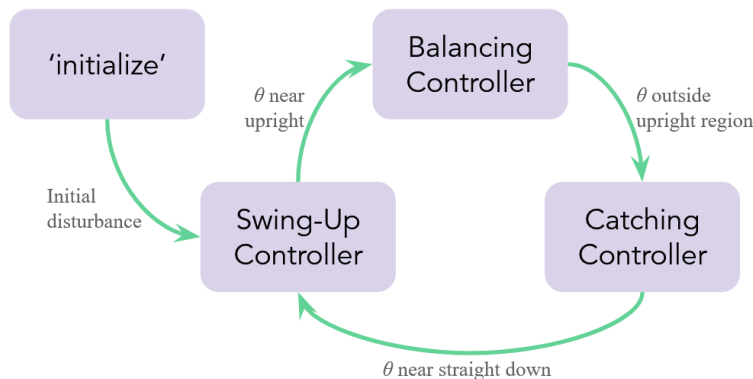 ‘initialize’
Balancing
Controller
θ near
upright
θ outside
upright region
Initial
disturbance
Swing-Up
Controller
Catching
Controller
θ near straight down